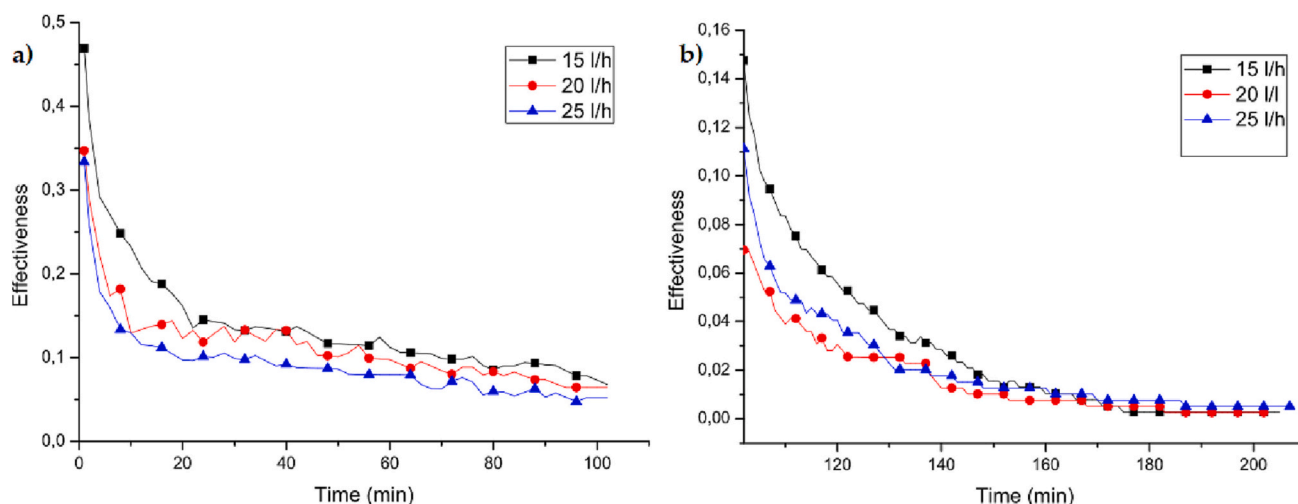 a)
0,5
0,4
0,3
0,2
0,1
0,0
Effectiveness
15 l/h
20 l/h
25 l/h
0
20
40
60
80
100
Time (min)
b)
0,16
0,14
0,12
0,10
0,08
0,06
0,04
0,02
0,00
Effectiveness
15 l/h
20 l/l
25 l/h
120
140
160
180
200
Time (min)